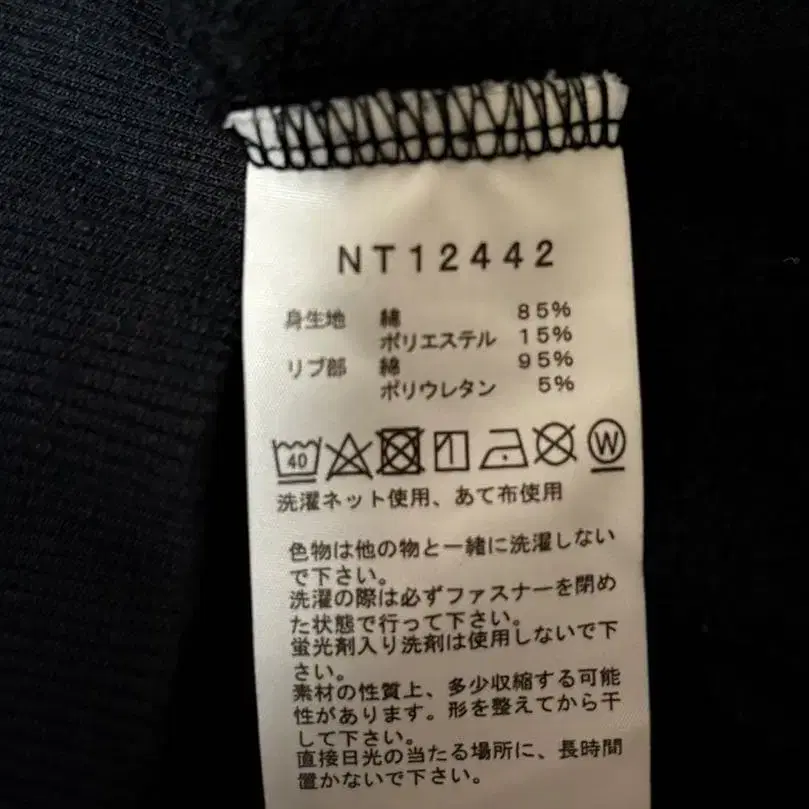 NT12442
身生地 綿 85%
ポリエステル 15%
リブ部 綿 95%
ポリウレタン 5%
40 W
洗濯ネット使用、あて布使用
色物は他の物と一緒に洗濯しない
で下さい。
洗濯の際は必ずファスナーを閉め
た状態で行って下さい。
蛍光剤入り洗剤は使用しないで下
さい。
素材の性質上、多少収縮する可能
性があります。形を整えてから干
して下さい。
直接日光の当たる場所に、長時間
置かないで下さい。